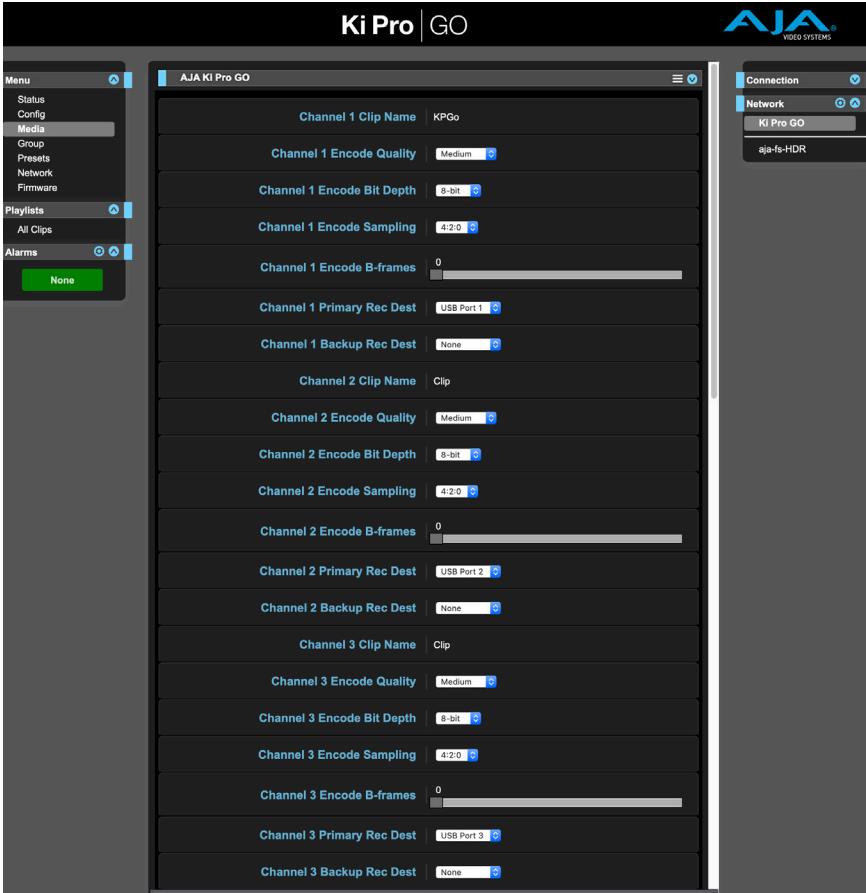 Ki Pro GO
AJA
VIDEO SYSTEMS
Menu
Status
Config
Media
Group
Presets
Network
Firmware
Playlists
All Clips
Alarms
None
AJA KI Pro GO
Channel 1 Clip Name KPGo
Channel 1 Encode Quality Medium
Channel 1 Encode Bit Depth 8-bit
Channel 1 Encode Sampling 4:2:0
Channel 1 Encode B-frames 0
Channel 1 Primary Rec Dest USB Port 1
Channel 1 Backup Rec Dest None
Channel 2 Clip Name Clip
Channel 2 Encode Quality Medium
Channel 2 Encode Bit Depth 8-bit
Channel 2 Encode Sampling 4:2:0
Channel 2 Encode B-frames 0
Channel 2 Primary Rec Dest USB Port 2
Channel 2 Backup Rec Dest None
Channel 3 Clip Name Clip
Channel 3 Encode Quality Medium
Channel 3 Encode Bit Depth 8-bit
Channel 3 Encode Sampling 4:2:0
Channel 3 Encode B-frames 0
Channel 3 Primary Rec Dest USB Port 3
Channel 3 Backup Rec Dest None
Connection
Network
Ki Pro GO
aja-fs-HDR